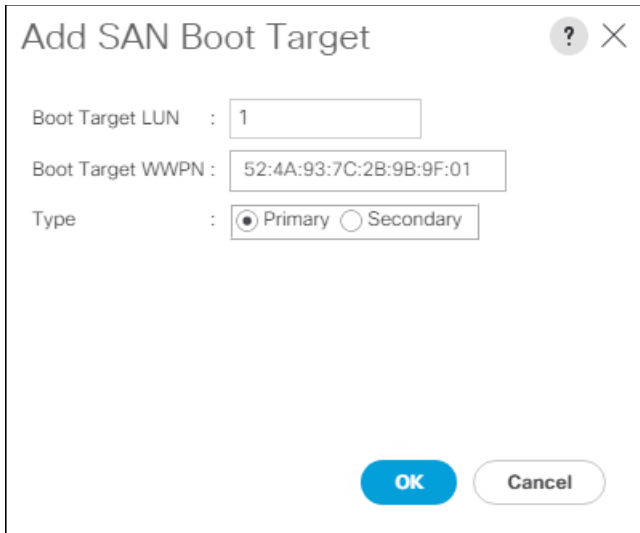 Add SAN Boot Target ?
Boot Target LUN : 1
Boot Target WWPN : 52:4A:93:7C:2B:9B:9F:01
Type : Primary Secondary
OK Cancel